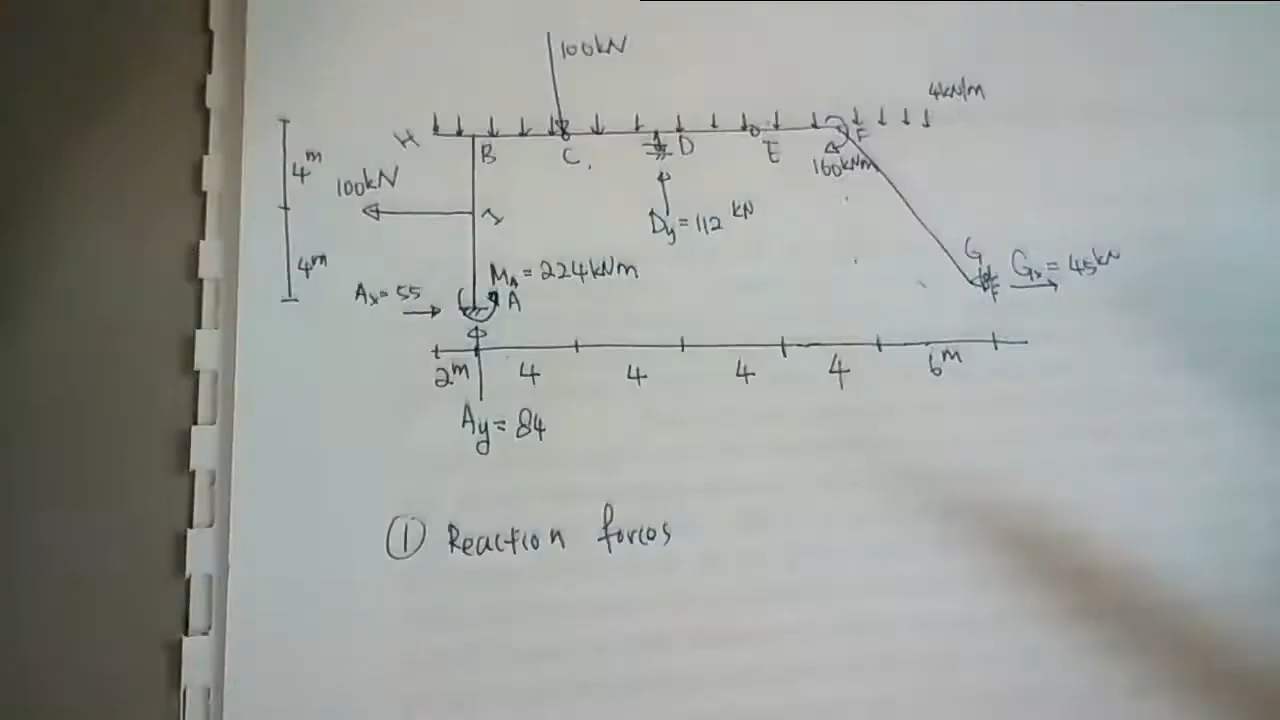 100kN
4kN/m
H
B
C
D
E
F
4m
100kN
160kNm
I
Dy = 112 kN
4m
MA = 224kNm
G
Gx = 45kN
Ax = 55
A
2m 4 4 4 4 6m
Ay = 84
① Reaction forces